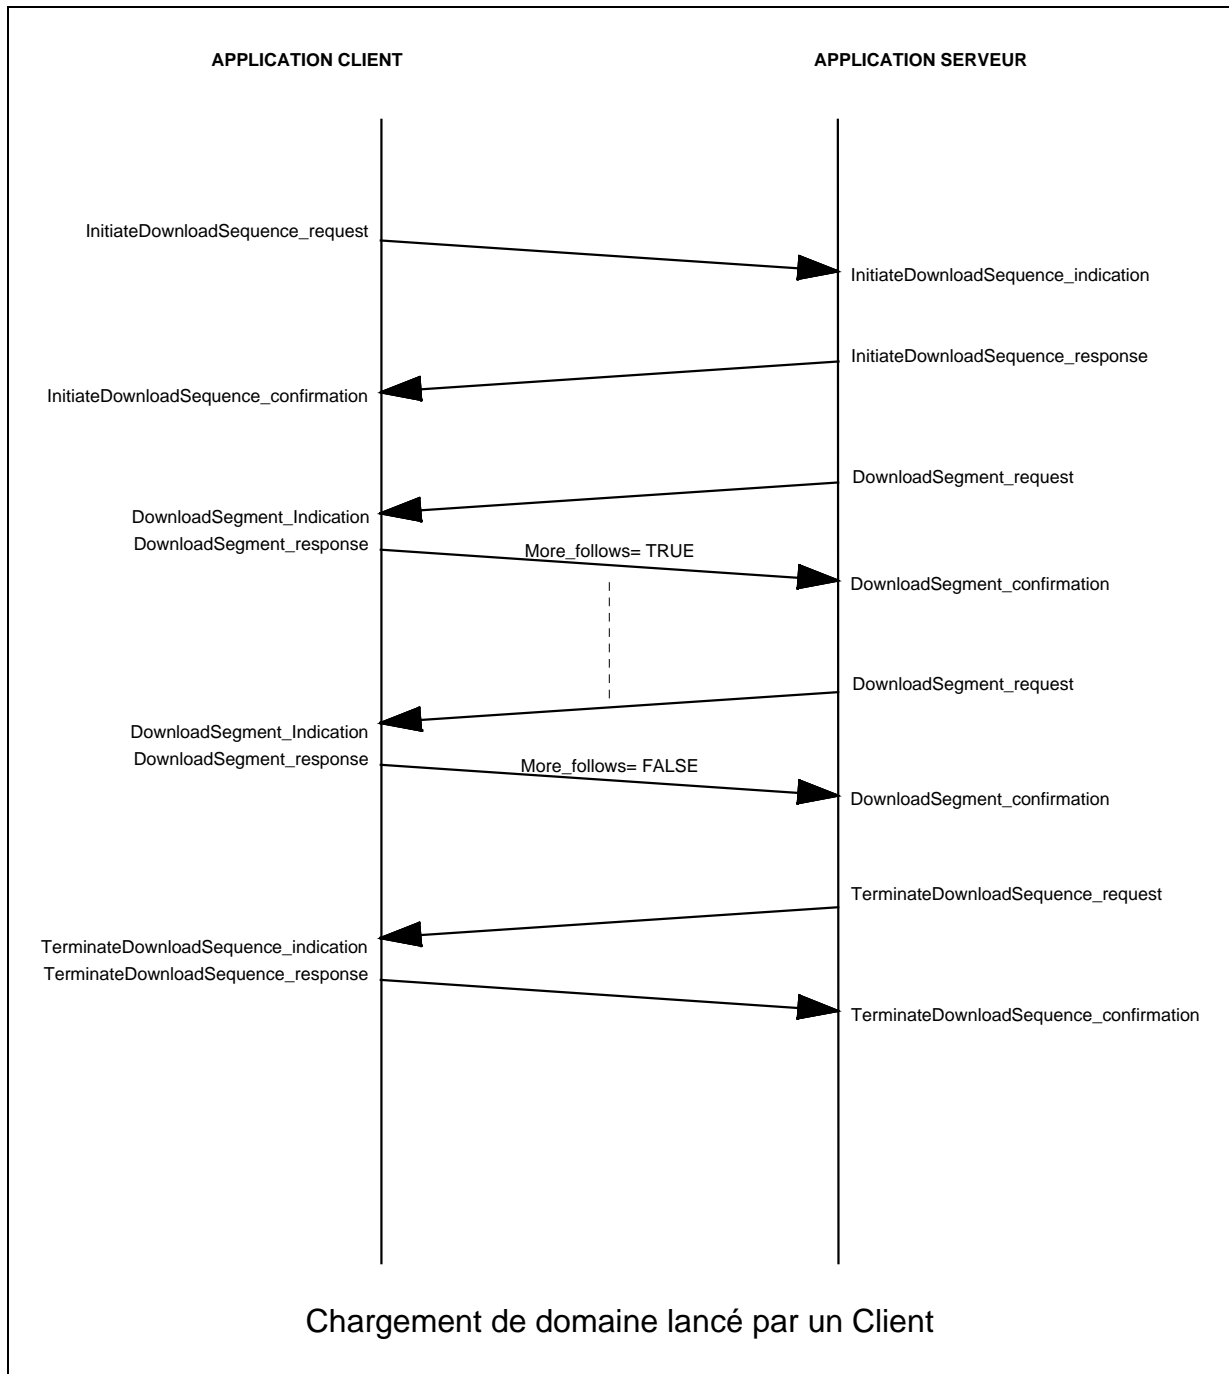 APPLICATION CLIENT
APPLICATION SERVEUR
InitiateDownloadSequence_request
InitiateDownloadSequence_indication
InitiateDownloadSequence_response
InitiateDownloadSequence_confirmation
DownloadSegment_request
DownloadSegment_Indication
DownloadSegment_response
More_follows= TRUE
DownloadSegment_confirmation
DownloadSegment_request
DownloadSegment_Indication
DownloadSegment_response
More_follows= FALSE
DownloadSegment_confirmation
TerminateDownloadSequence_request
TerminateDownloadSequence_indication
TerminateDownloadSequence_response
TerminateDownloadSequence_confirmation
Chargement de domaine lancé par un Client